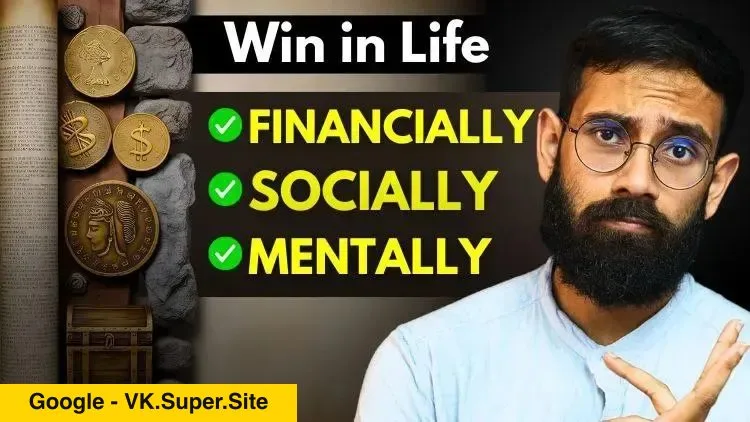 Win in Life
FINANCIALLY
SOCIALLY
MENTALLY
Google - VK.Super.Site